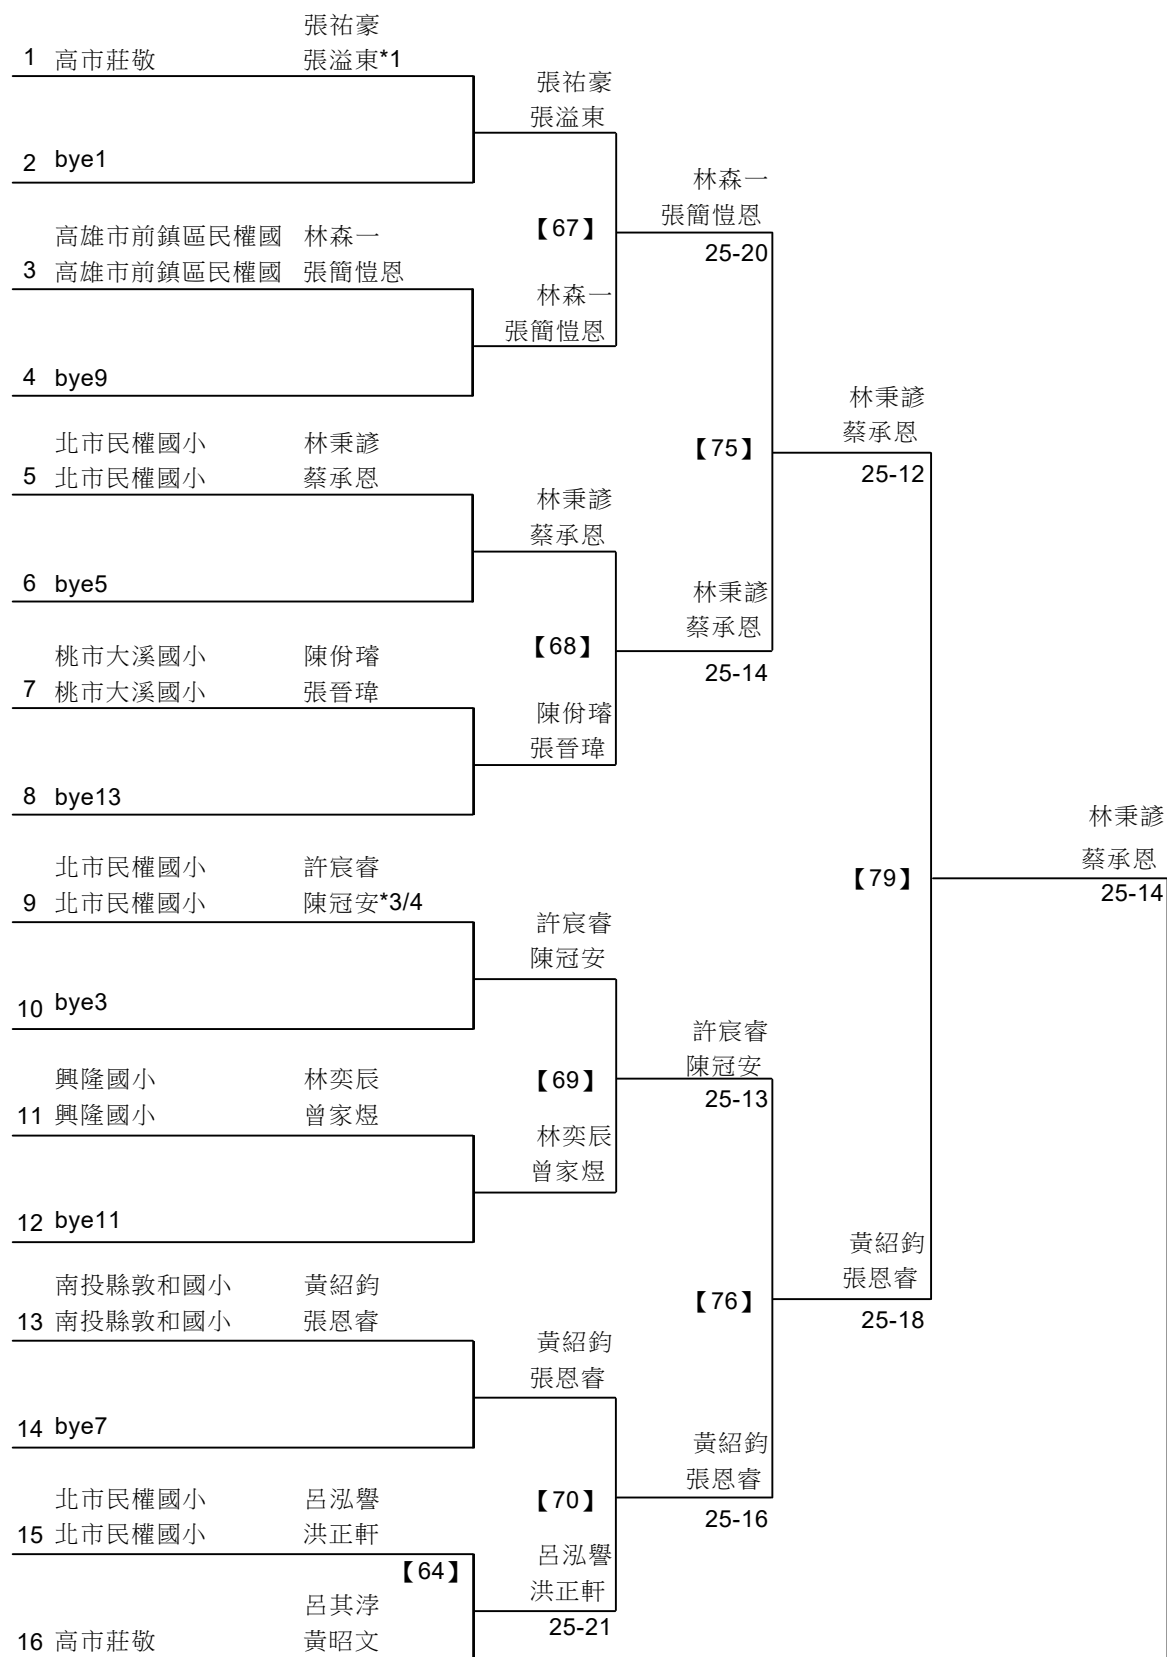 張祐豪
1 高市莊敬 張溢東*1
張祐豪
張溢東
2 bye1
林森一
張簡愷恩
【67】
25-20
高雄市前鎮區民權國 林森一
3 高雄市前鎮區民權國 張簡愷恩
林森一
張簡愷恩
4 bye9
林秉諺
蔡承恩
【75】
25-12
北市民權國小 林秉諺
5 北市民權國小 蔡承恩
林秉諺
蔡承恩
6 bye5
林秉諺
蔡承恩
【68】
25-14
桃市大溪國小 陳佾璿
7 桃市大溪國小 張晉瑋
陳佾璿
張晉瑋
8 bye13
林秉諺
蔡承恩
【79】
25-14
北市民權國小 許宸睿
9 北市民權國小 陳冠安*3/4
許宸睿
陳冠安
10 bye3
許宸睿
陳冠安
【69】
25-13
興隆國小 林奕辰
11 興隆國小 曾家煜
林奕辰
曾家煜
12 bye11
黃紹鈞
張恩睿
【76】
25-18
南投縣敦和國小 黃紹鈞
13 南投縣敦和國小 張恩睿
黃紹鈞
張恩睿
14 bye7
黃紹鈞
張恩睿
【70】
25-16
北市民權國小 呂泓譽
15 北市民權國小 洪正軒
呂泓譽
洪正軒
【64】
25-21
呂其浡
16 高市莊敬 黃昭文